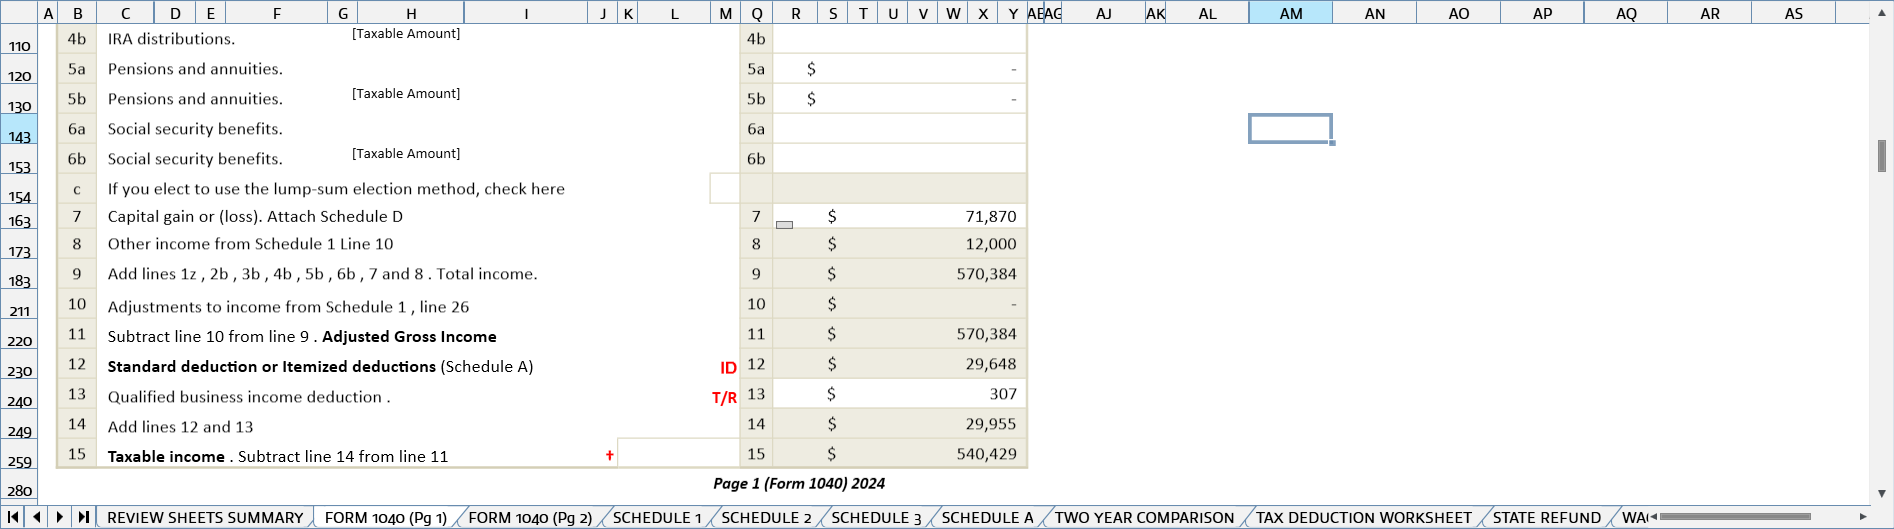 A B C D E F G H I J K L M Q R S T U V W X Y AE AG AJ AK AL AM AN AO AP AQ AR AS
110 4b IRA distributions. [Taxable Amount] 4b
120 5a Pensions and annuities. 5a $ -
130 5b Pensions and annuities. [Taxable Amount] 5b $ -
143 6a Social security benefits. 6a
153 6b Social security benefits. [Taxable Amount] 6b
154 c If you elect to use the lump-sum election method, check here
163 7 Capital gain or (loss). Attach Schedule D 7 $ 71,870
173 8 Other income from Schedule 1 Line 10 8 $ 12,000
183 9 Add lines 1z , 2b , 3b , 4b , 5b , 6b , 7 and 8 . Total income. 9 $ 570,384
211 10 Adjustments to income from Schedule 1 , line 26 10 $ -
220 11 Subtract line 10 from line 9 . Adjusted Gross Income 11 $ 570,384
230 12 Standard deduction or Itemized deductions (Schedule A) ID 12 $ 29,648
240 13 Qualified business income deduction . T/R 13 $ 307
249 14 Add lines 12 and 13 14 $ 29,955
259 15 Taxable income . Subtract line 14 from line 11 † 15 $ 540,429
280 Page 1 (Form 1040) 2024
REVIEW SHEETS SUMMARY FORM 1040 (Pg 1) FORM 1040 (Pg 2) SCHEDULE 1 SCHEDULE 2 SCHEDULE 3 SCHEDULE A TWO YEAR COMPARISON TAX DEDUCTION WORKSHEET STATE REFUND WA